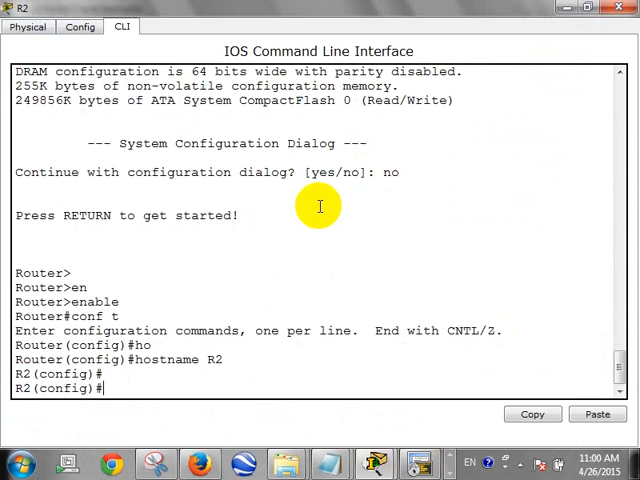 R2
Physical
Config
CLI
IOS Command Line Interface
DRAM configuration is 64 bits wide with parity disabled.
255K bytes of non-volatile configuration memory.
249856K bytes of ATA System CompactFlash 0 (Read/Write)
--- System Configuration Dialog ---
Continue with configuration dialog? [yes/no]: no
Press RETURN to get started!
Router>
Router>en
Router>enable
Router#conf t
Enter configuration commands, one per line.  End with CNTL/Z.
Router(config)#ho
Router(config)#hostname R2
R2(config)#
R2(config)#
Copy
Paste
EN
11:00 AM
4/26/2015